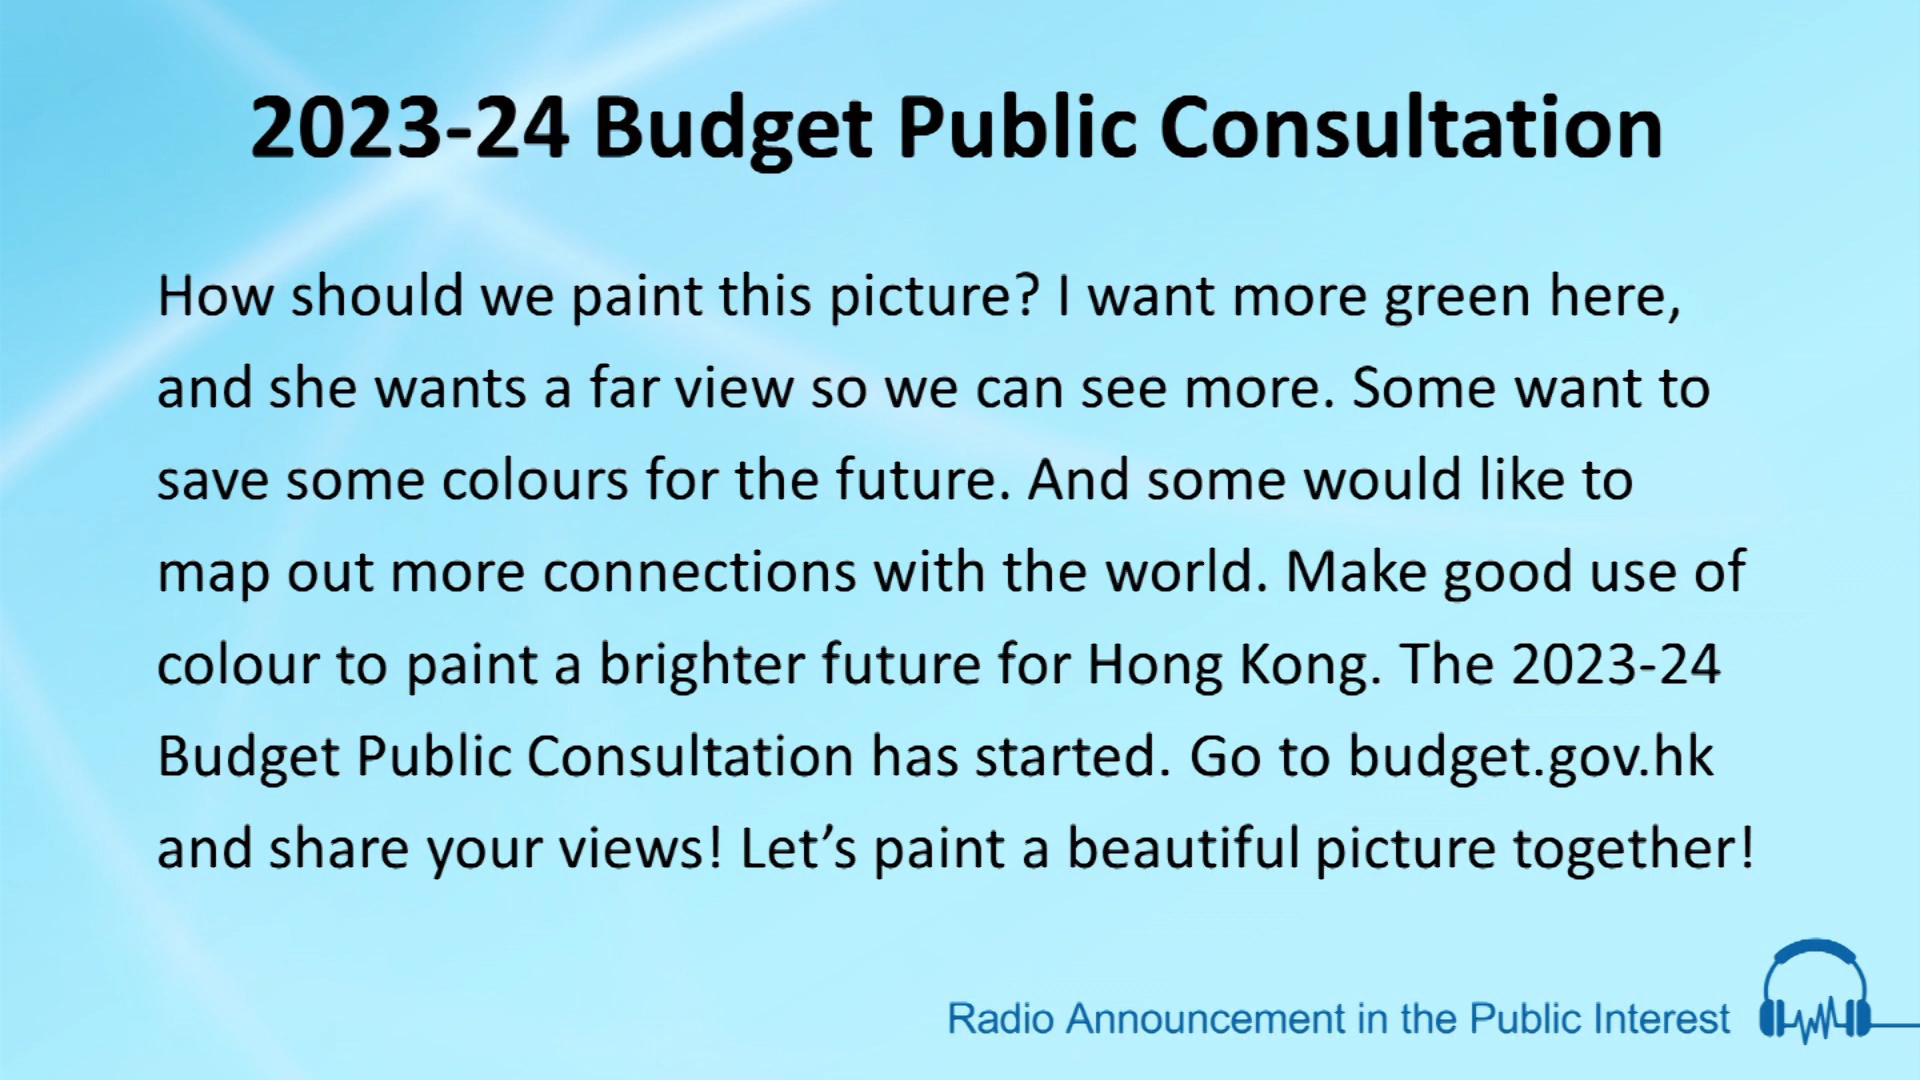 2023-24 Budget Public Consultation
How should we paint this picture? I want more green here,
and she wants a far view so we can see more. Some want to
save some colours for the future. And some would like to
map out more connections with the world. Make good use of
colour to paint a brighter future for Hong Kong. The 2023-24
Budget Public Consultation has started. Go to budget.gov.hk
and share your views! Let’s paint a beautiful picture together!
Radio Announcement in the Public Interest